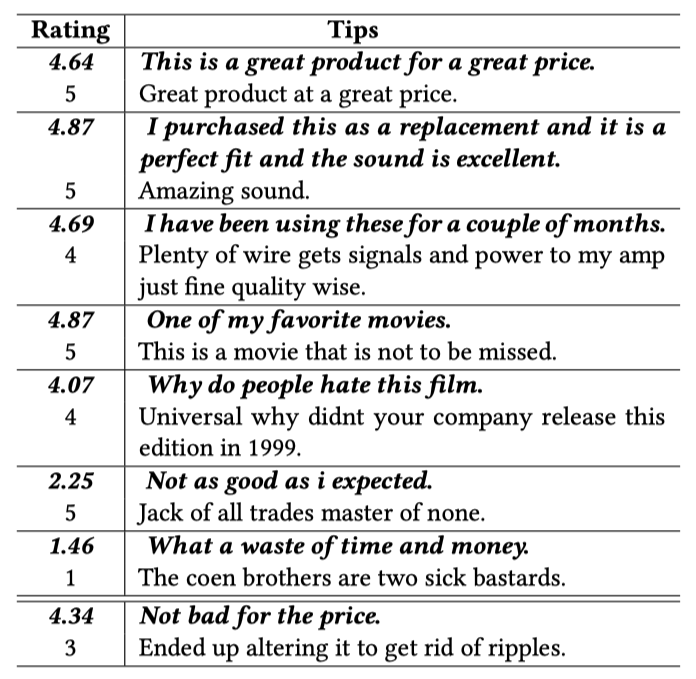 Rating Tips
4.64 This is a great product for a great price.
5 Great product at a great price.
4.87 I purchased this as a replacement and it is a
perfect fit and the sound is excellent.
5 Amazing sound.
4.69 I have been using these for a couple of months.
4 Plenty of wire gets signals and power to my amp
just fine quality wise.
4.87 One of my favorite movies.
5 This is a movie that is not to be missed.
4.07 Why do people hate this film.
4 Universal why didnt your company release this
edition in 1999.
2.25 Not as good as i expected.
5 Jack of all trades master of none.
1.46 What a waste of time and money.
1 The coen brothers are two sick bastards.
4.34 Not bad for the price.
3 Ended up altering it to get rid of ripples.